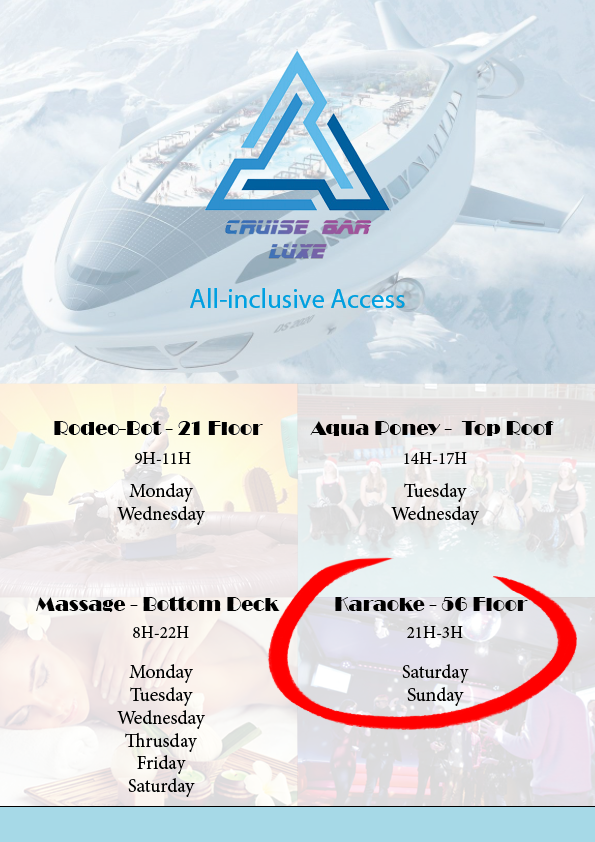 CRUISE BAR
LUXE
All-inclusive Access
Rodeo-Bot - 21 Floor
9H-11H
Monday
Wednesday
Aqua Poney - Top Roof
14H-17H
Tuesday
Wednesday
Massage - Bottom Deck
8H-22H
Monday
Tuesday
Wednesday
Thrusday
Friday
Saturday
Karaoke - 56 Floor
21H-3H
Saturday
Sunday